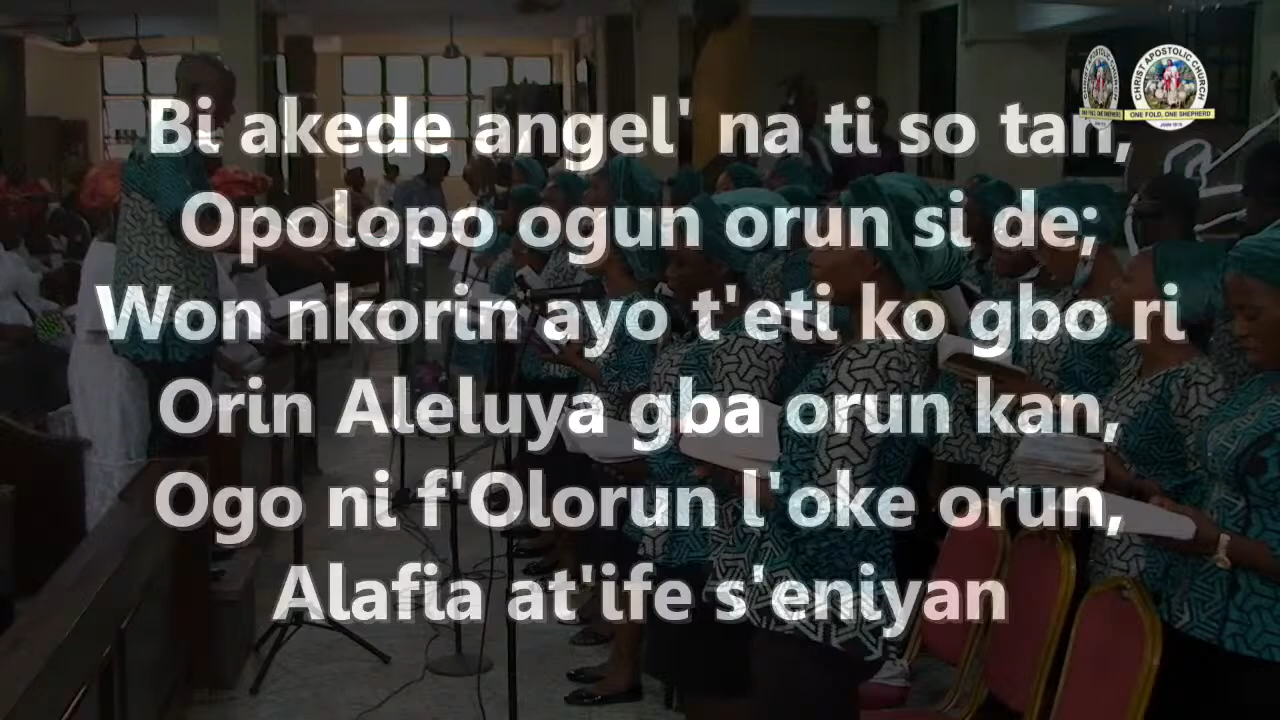 Bi akede angel' na ti so tan,
Opolopo ogun orun si de;
Won nkorin ayo t'eti ko gbo ri
Orin Aleluya gba orun kan,
Ogo ni f'Olorun l'oke orun,
Alafia at'ife s'eniyan
CHRIST APOSTOLIC CHURCH
ONE FOLD, ONE SHEPHERD